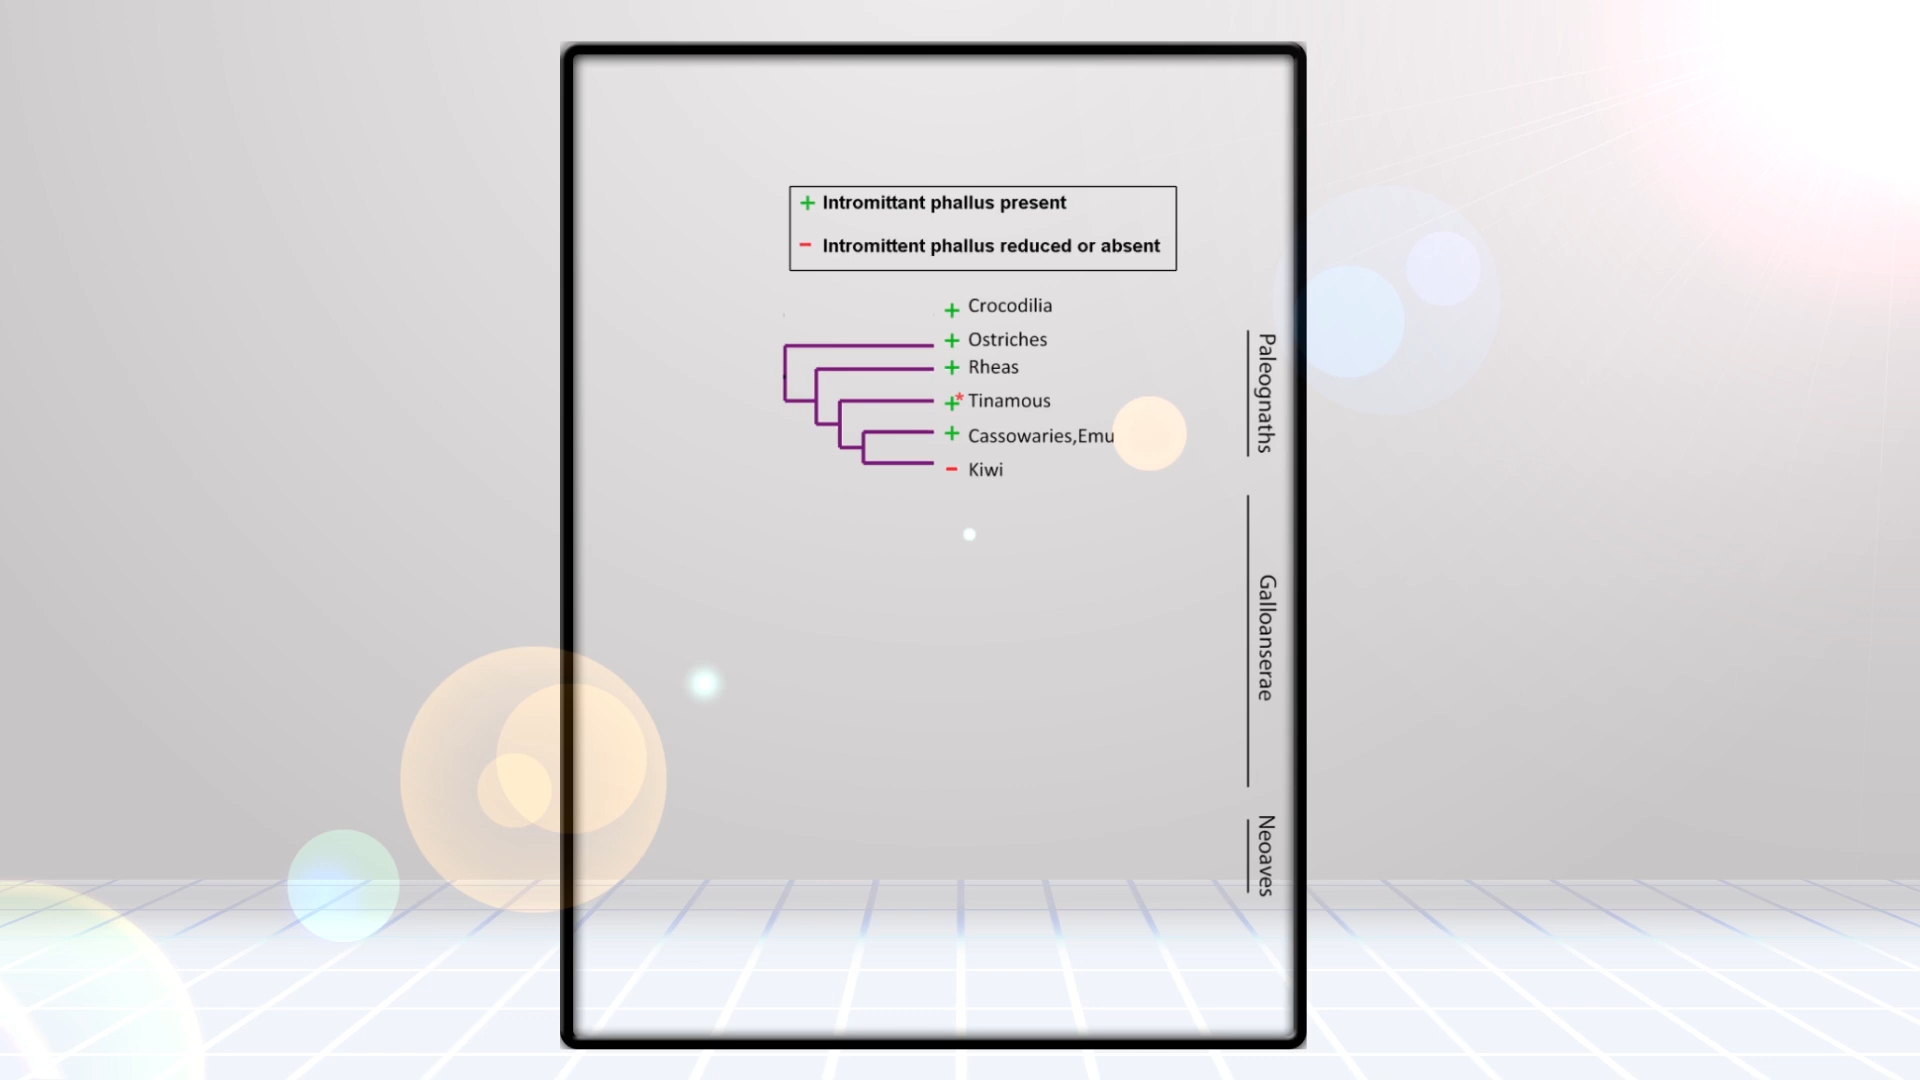 + Intromittant phallus present
- Intromittent phallus reduced or absent
+ Crocodilia
+ Ostriches
+ Rheas
+* Tinamous
+ Cassowaries,Emu
- Kiwi
Paleognaths
Galloanserae
Neoaves